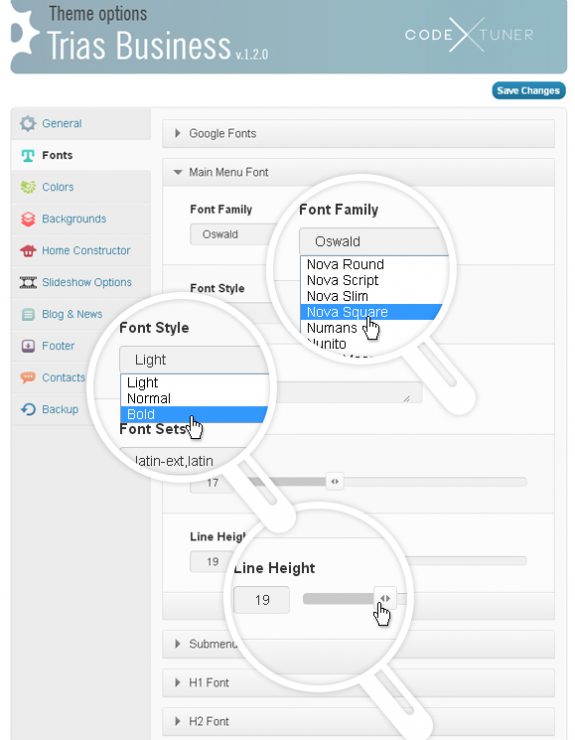 Theme options
Trias Business v.1.2.0
CODE X TUNER
Save Changes
General
Fonts
Colors
Backgrounds
Home Constructor
Slideshow Options
Blog & News
Footer
Contacts
Backup
Google Fonts
Main Menu Font
Font Family
Oswald
Font Style
Font Family
Oswald
Nova Round
Nova Script
Nova Slim
Nova Square
Numans
Nunito
Font Style
Light
Light
Normal
Bold
Font Sets
latin-ext,latin
17
Line Height
19
Line Height
19
Submenu
H1 Font
H2 Font